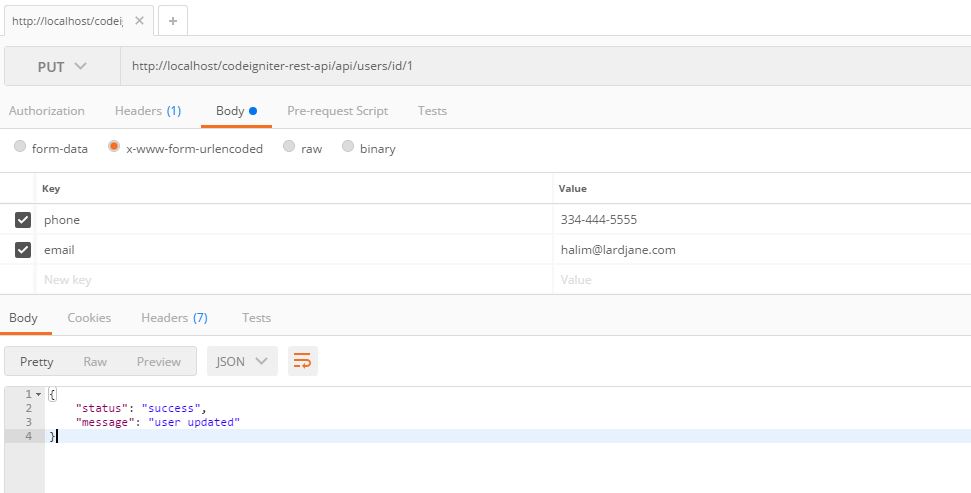 http://localhost/codei
PUT http://localhost/codeigniter-rest-api/api/users/id/1
Authorization Headers (1) Body Pre-request Script Tests
form-data x-www-form-urlencoded raw binary
Key Value
phone 334-444-5555
email halim@lardjane.com
New key Value
Body Cookies Headers (7) Tests
Pretty Raw Preview JSON
1 {
2 "status": "success",
3 "message": "user updated"
4 }